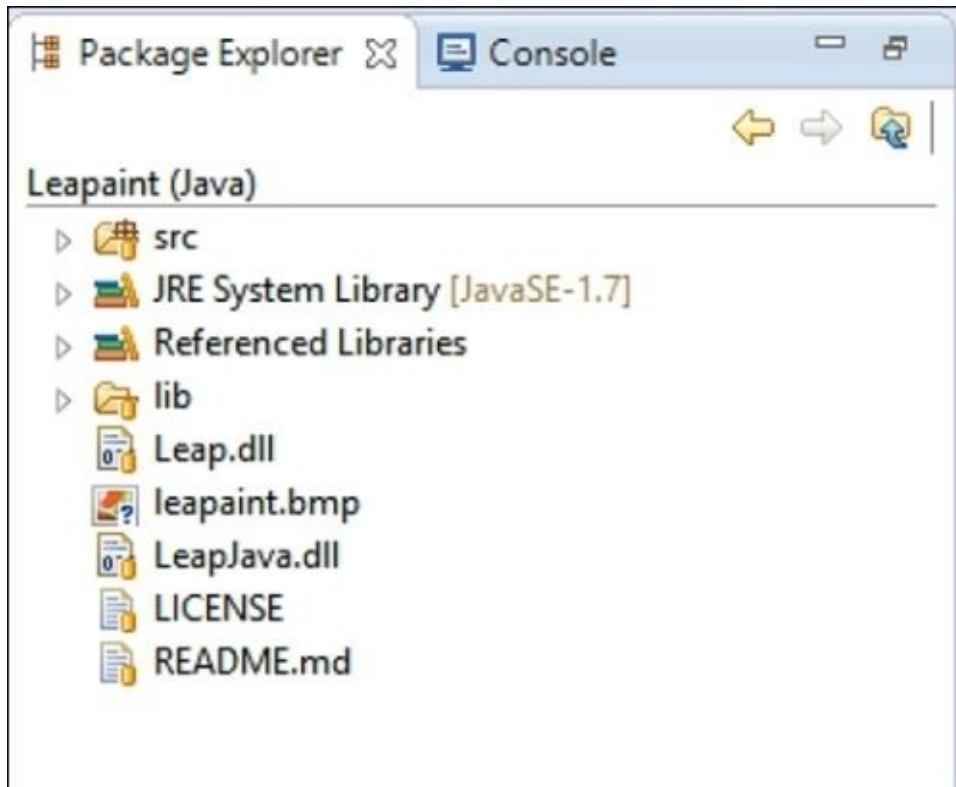 Package Explorer Console
Leapaint (Java)
src
JRE System Library [JavaSE-1.7]
Referenced Libraries
lib
Leap.dll
leapaint.bmp
LeapJava.dll
LICENSE
README.md